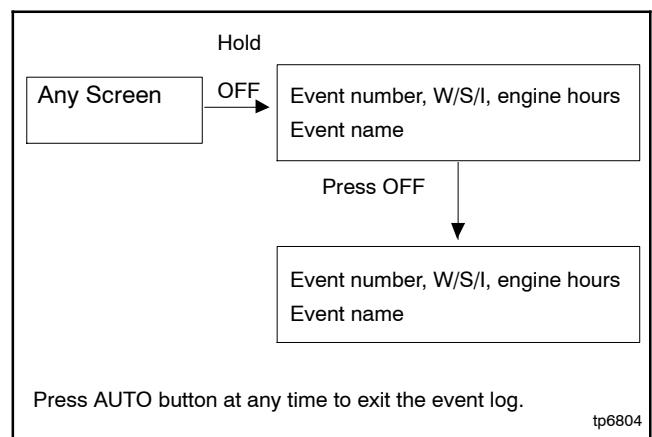 Hold
Any Screen
OFF
Event number, W/S/I, engine hours
Event name
Press OFF
Event number, W/S/I, engine hours
Event name
Press AUTO button at any time to exit the event log.
tp6804